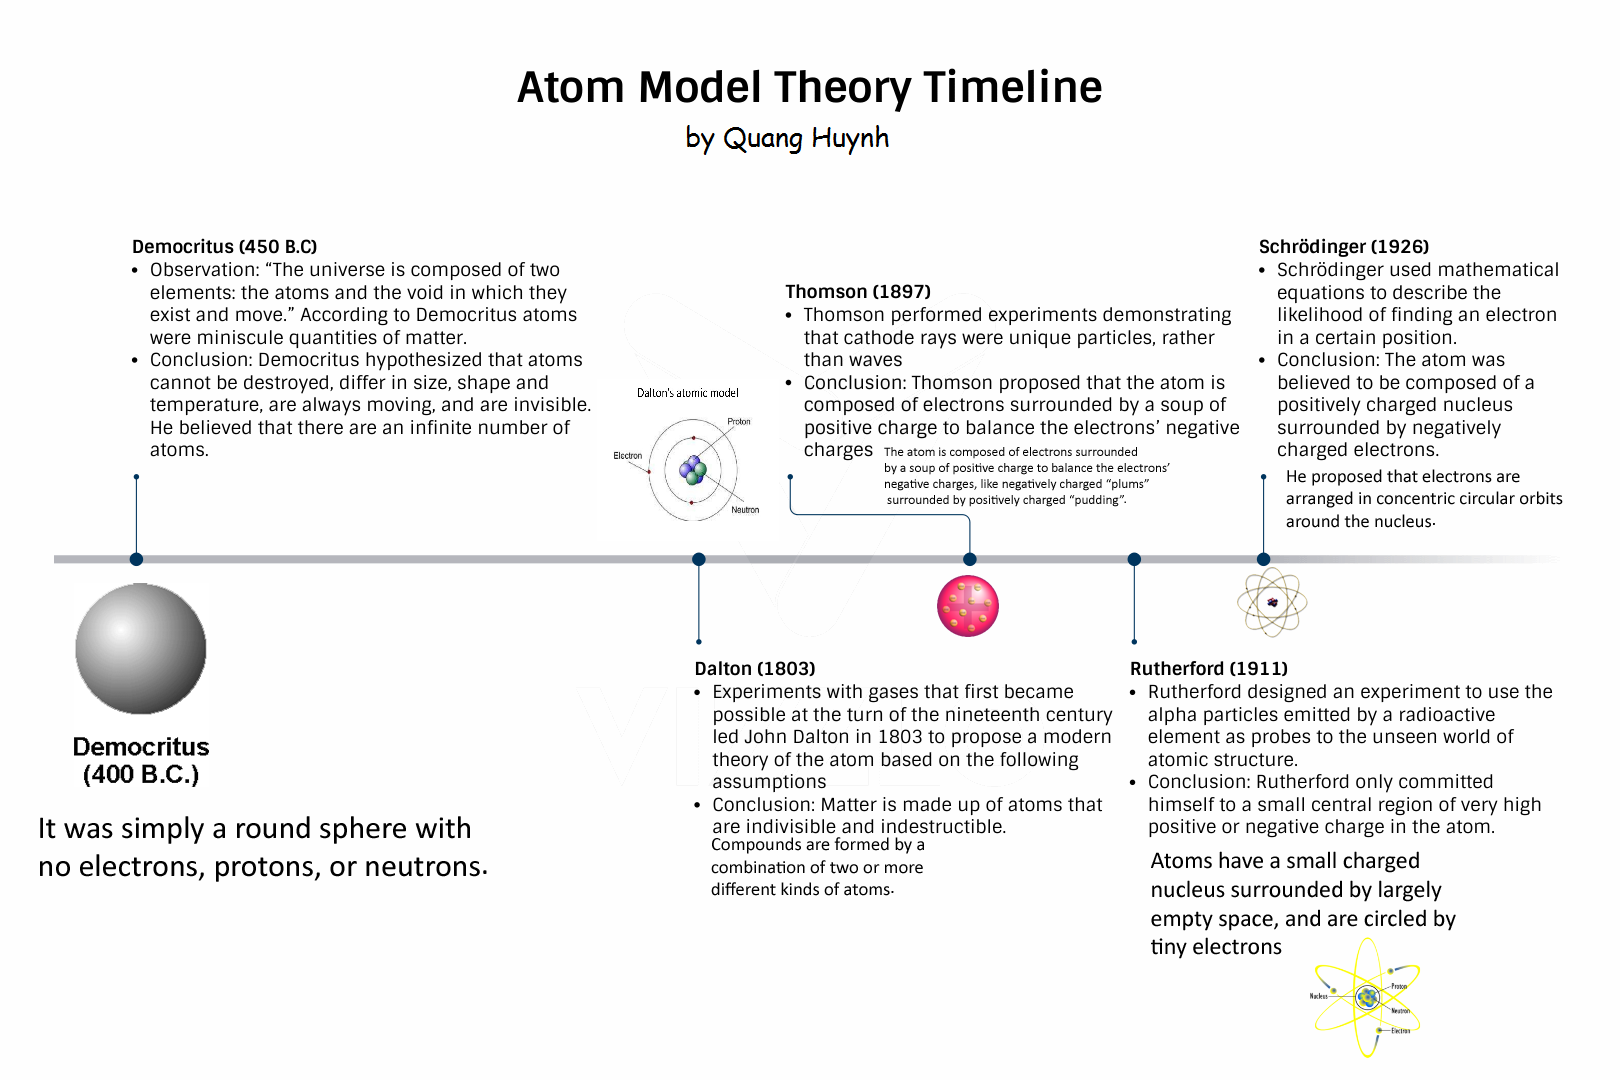 Atom Model Theory Timeline
by Quang Huynh
Democritus (450 B.C)
• Observation: “The universe is composed of two
elements: the atoms and the void in which they
exist and move.” According to Democritus atoms
were miniscule quantities of matter.
• Conclusion: Democritus hypothesized that atoms
cannot be destroyed, differ in size, shape and
temperature, are always moving, and are invisible.
He believed that there are an infinite number of
atoms.
Democritus
(400 B.C.)
It was simply a round sphere with
no electrons, protons, or neutrons.
Dalton's atomic model
Proton
Electron
Neutron
Dalton (1803)
• Experiments with gases that first became
possible at the turn of the nineteenth century
led John Dalton in 1803 to propose a modern
theory of the atom based on the following
assumptions
• Conclusion: Matter is made up of atoms that
are indivisible and indestructible.
Compounds are formed by a
combination of two or more
different kinds of atoms.
Thomson (1897)
• Thomson performed experiments demonstrating
that cathode rays were unique particles, rather
than waves
• Conclusion: Thomson proposed that the atom is
composed of electrons surrounded by a soup of
positive charge to balance the electrons’ negative
charges
The atom is composed of electrons surrounded
by a soup of positive charge to balance the electrons’
negative charges, like negatively charged “plums”
surrounded by positively charged “pudding”.
Rutherford (1911)
• Rutherford designed an experiment to use the
alpha particles emitted by a radioactive
element as probes to the unseen world of
atomic structure.
• Conclusion: Rutherford only committed
himself to a small central region of very high
positive or negative charge in the atom.
Atoms have a small charged
nucleus surrounded by largely
empty space, and are circled by
tiny electrons
Proton
Nucleus
Neutron
Electron
Schrödinger (1926)
• Schrödinger used mathematical
equations to describe the
likelihood of finding an electron
in a certain position.
• Conclusion: The atom was
believed to be composed of a
positively charged nucleus
surrounded by negatively
charged electrons.
He proposed that electrons are
arranged in concentric circular orbits
around the nucleus.